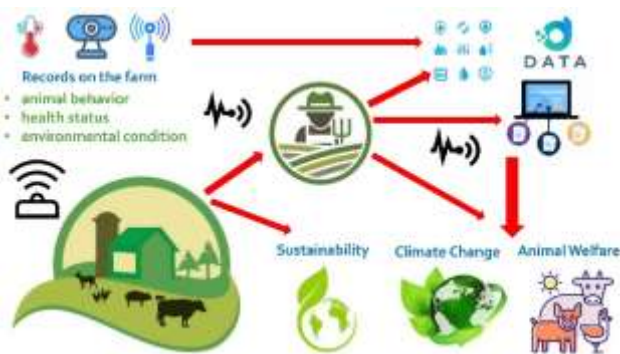 DATA
Records on the farm
• animal behavior
• health status
• environmental condition
Sustainability
Climate Change
Animal Welfare